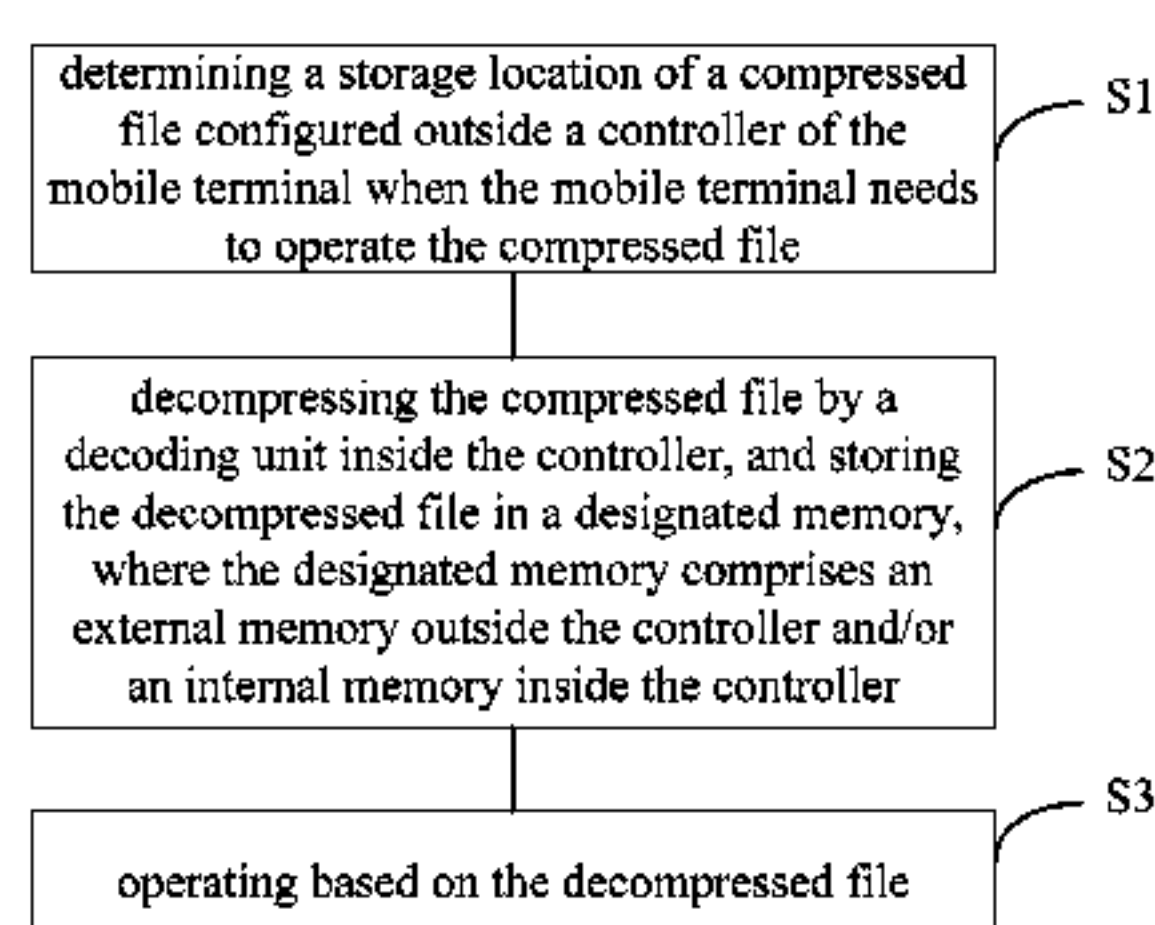 determining a storage location of a compressed
file configured outside a controller of the
mobile terminal when the mobile terminal needs
to operate the compressed file
S1
decompressing the compressed file by a
decoding unit inside the controller, and storing
the decompressed file in a designated memory,
where the designated memory comprises an
external memory outside the controller and/or
an internal memory inside the controller
S2
operating based on the decompressed file
S3